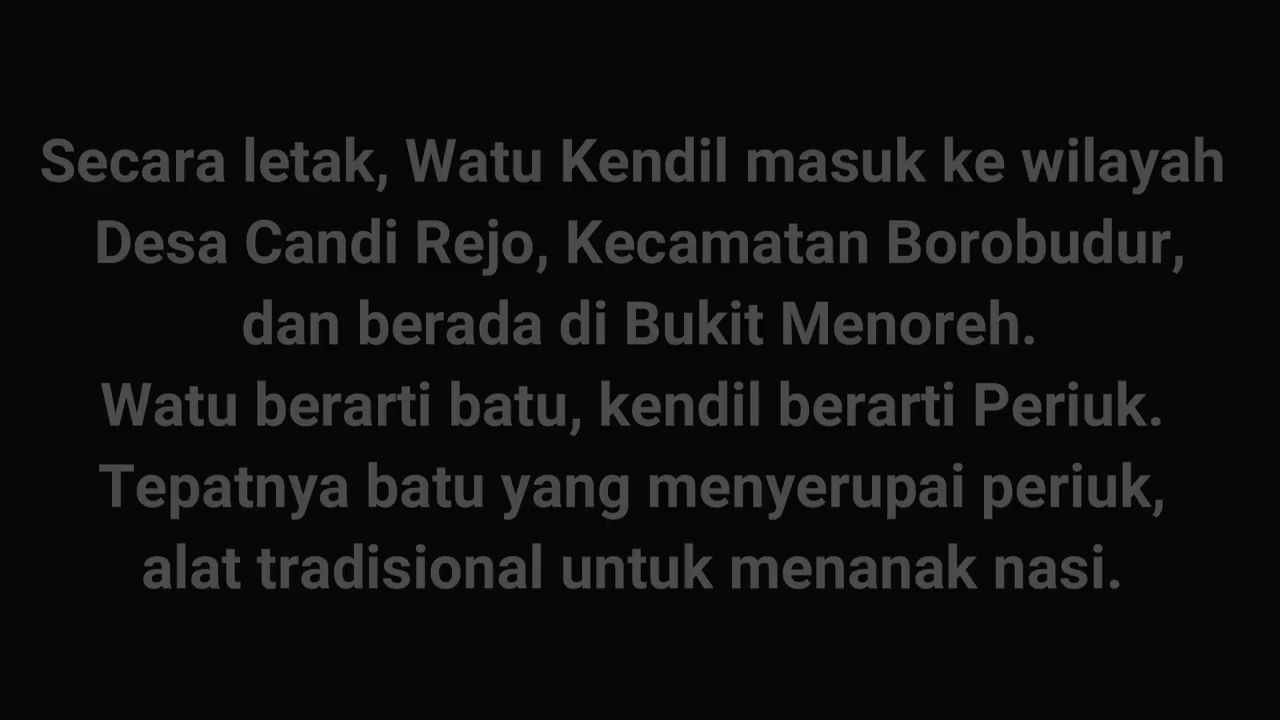 Secara letak, Watu Kendil masuk ke wilayah
Desa Candi Rejo, Kecamatan Borobudur,
dan berada di Bukit Menoreh.
Watu berarti batu, kendil berarti Periuk.
Tepatnya batu yang menyerupai periuk,
alat tradisional untuk menanak nasi.